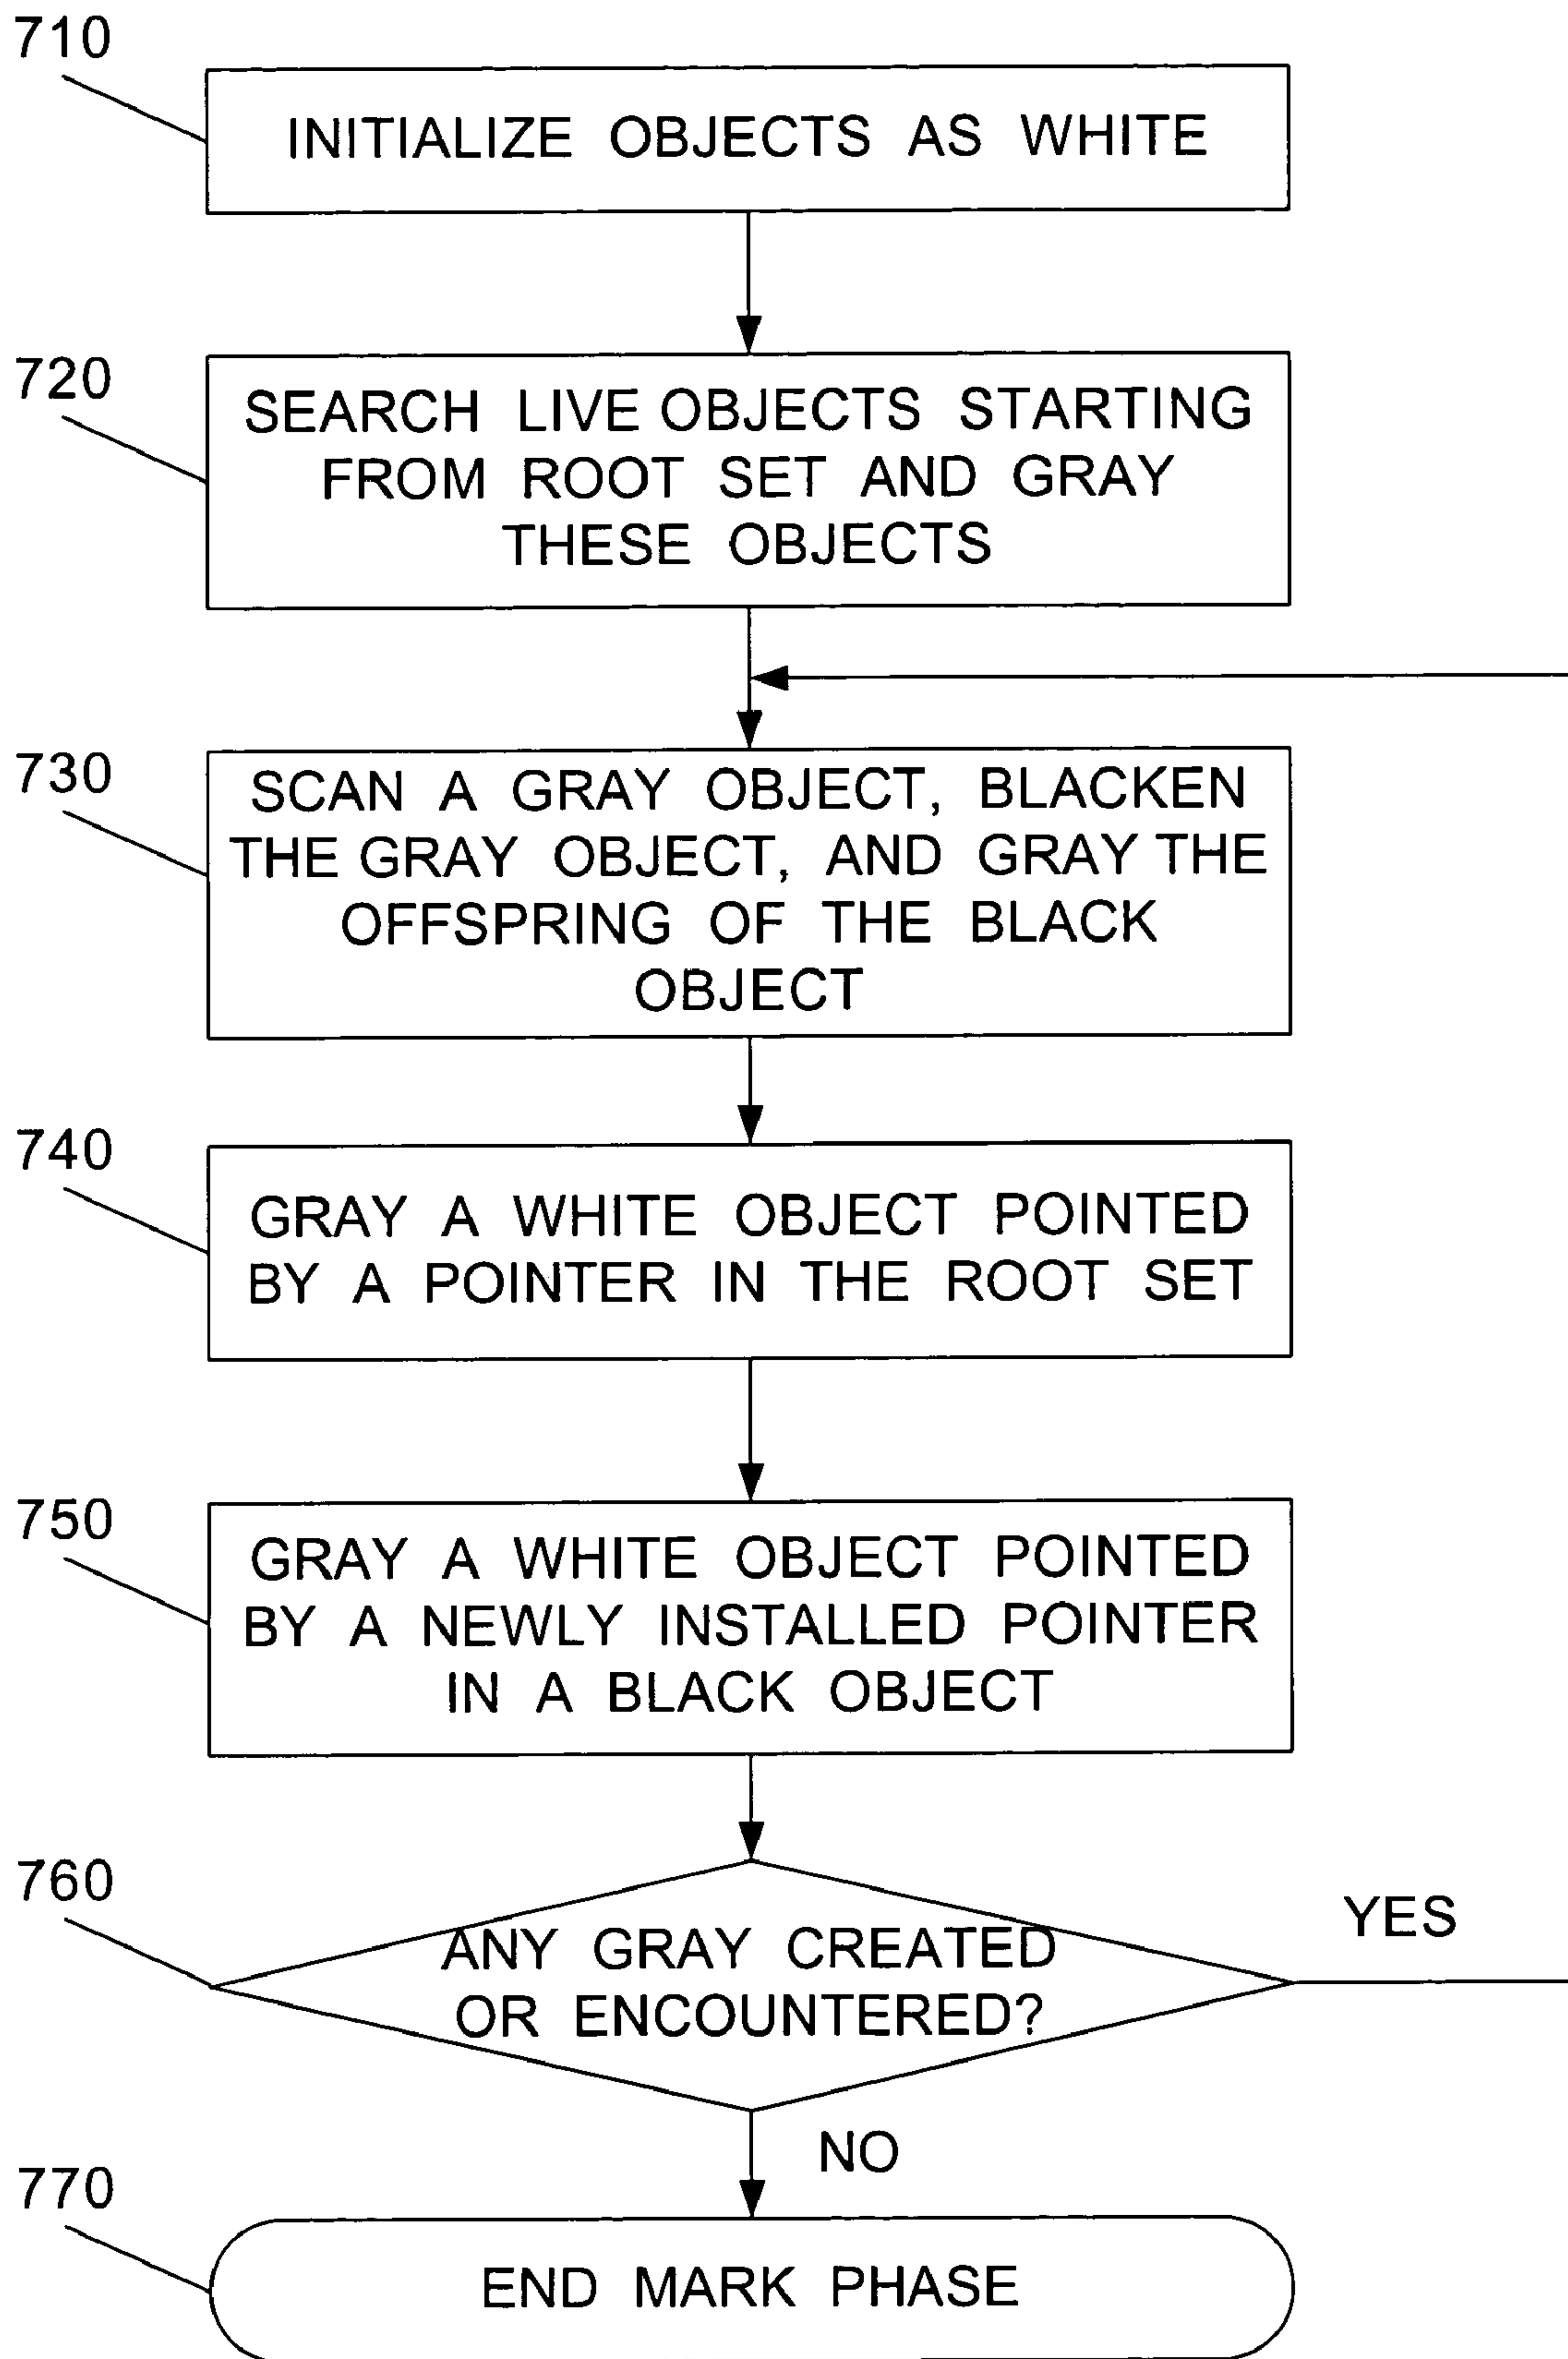 710
INITIALIZE OBJECTS AS WHITE
720
SEARCH LIVE OBJECTS STARTING
FROM ROOT SET AND GRAY
THESE OBJECTS
730
SCAN A GRAY OBJECT, BLACKEN
THE GRAY OBJECT, AND GRAY THE
OFFSPRING OF THE BLACK
OBJECT
740
GRAY A WHITE OBJECT POINTED
BY A POINTER IN THE ROOT SET
750
GRAY A WHITE OBJECT POINTED
BY A NEWLY INSTALLED POINTER
IN A BLACK OBJECT
760
ANY GRAY CREATED
OR ENCOUNTERED?
YES
NO
770
END MARK PHASE